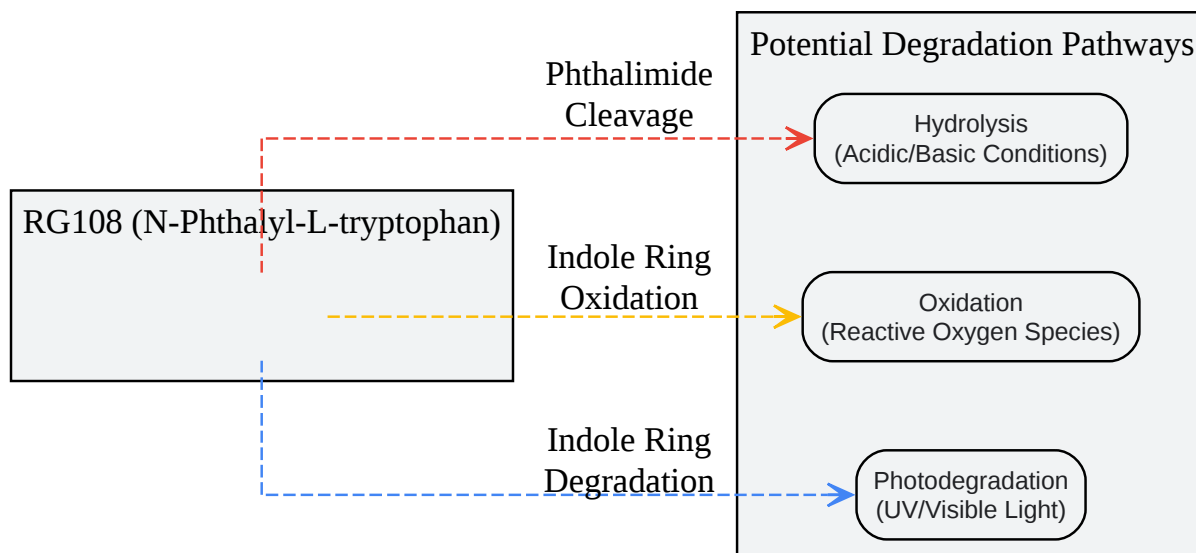 Potential Degradation Pathways
Phthalimide
Cleavage
Hydrolysis
(Acidic/Basic Conditions)
RG108 (N-Phthalyl-L-tryptophan)
Indole Ring
Oxidation
Oxidation
(Reactive Oxygen Species)
Indole Ring
Degradation
Photodegradation
(UV/Visible Light)